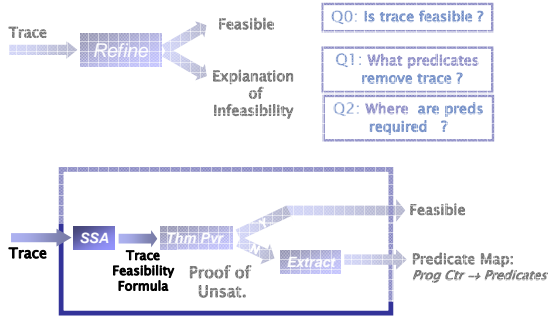 Trace
Refine
Feasible
Explanation
of
Infeasibility
Q0: Is trace feasible ?
Q1: What predicates
remove trace ?
Q2: Where are preds
required ?
Trace
SSA
Trace
Feasibility
Formula
Thm Pvr
Y
N
Proof of
Unsat.
Extract
Feasible
Predicate Map:
Prog Ctr → Predicates